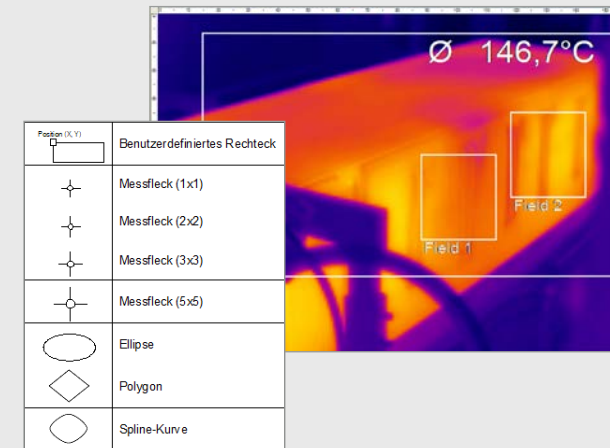 Ø 146,7°C
Field 2
Field 1
Position (X, Y)
Benutzerdefiniertes Rechteck
Messfleck (1x1)
Messfleck (2x2)
Messfleck (3x3)
Messfleck (5x5)
Ellipse
Polygon
Spline-Kurve